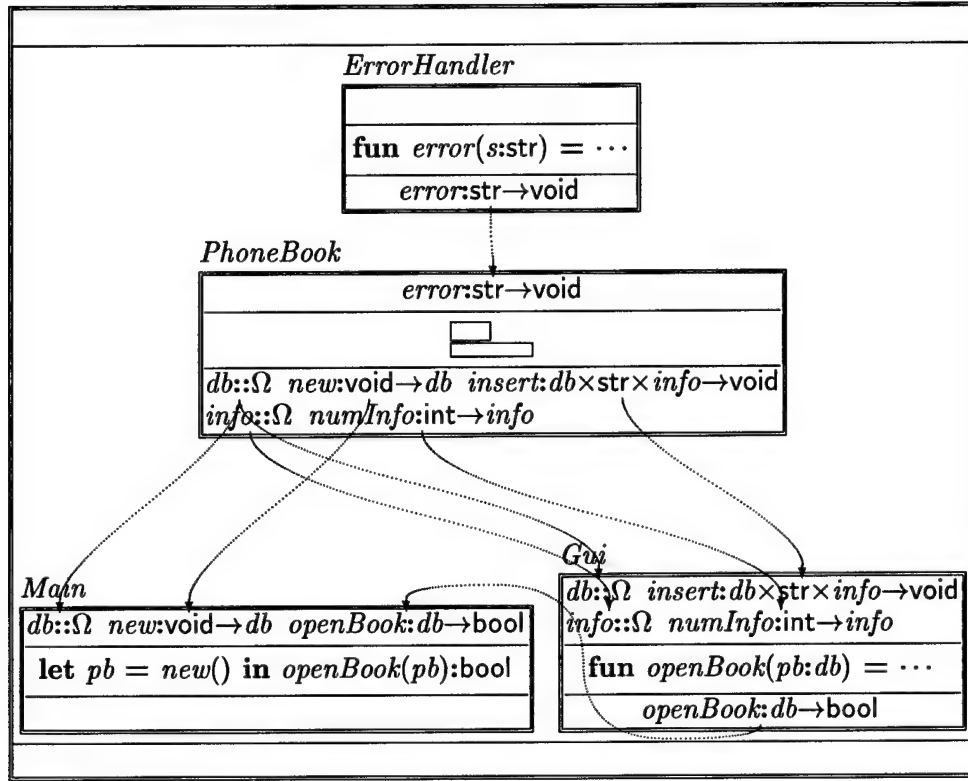 ErrorHandler
fun error(s:str) = ···
error:str→void
PhoneBook
error:str→void
db::Ω new:void→db insert:db×str×info→void
info::Ω numInfo:int→info
Main
db::Ω new:void→db openBook:db→bool
let pb = new() in openBook(pb):bool
Gui
db::Ω insert:db×str×info→void
info::Ω numInfo:int→info
fun openBook(pb:db) = ···
openBook:db→bool